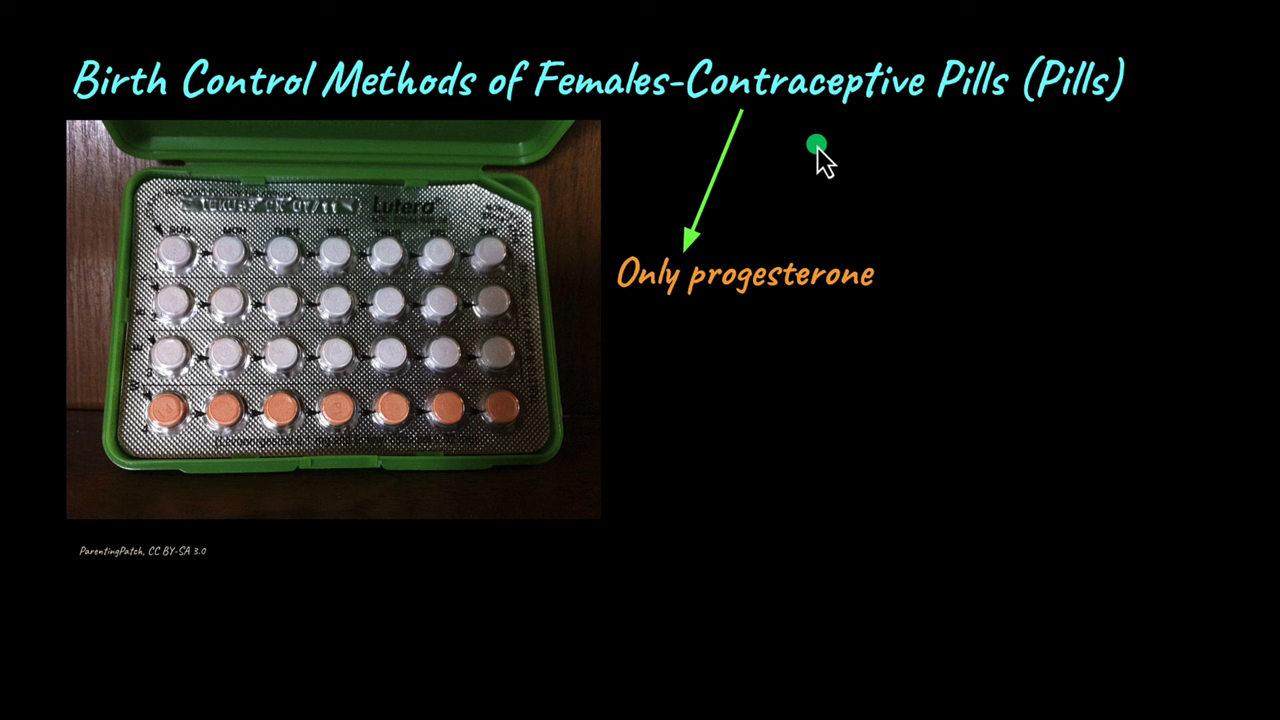 Birth Control Methods of Females-Contraceptive Pills (Pills)
Lutera
Only progesterone
ParentingPatch, CC BY-SA 3.0